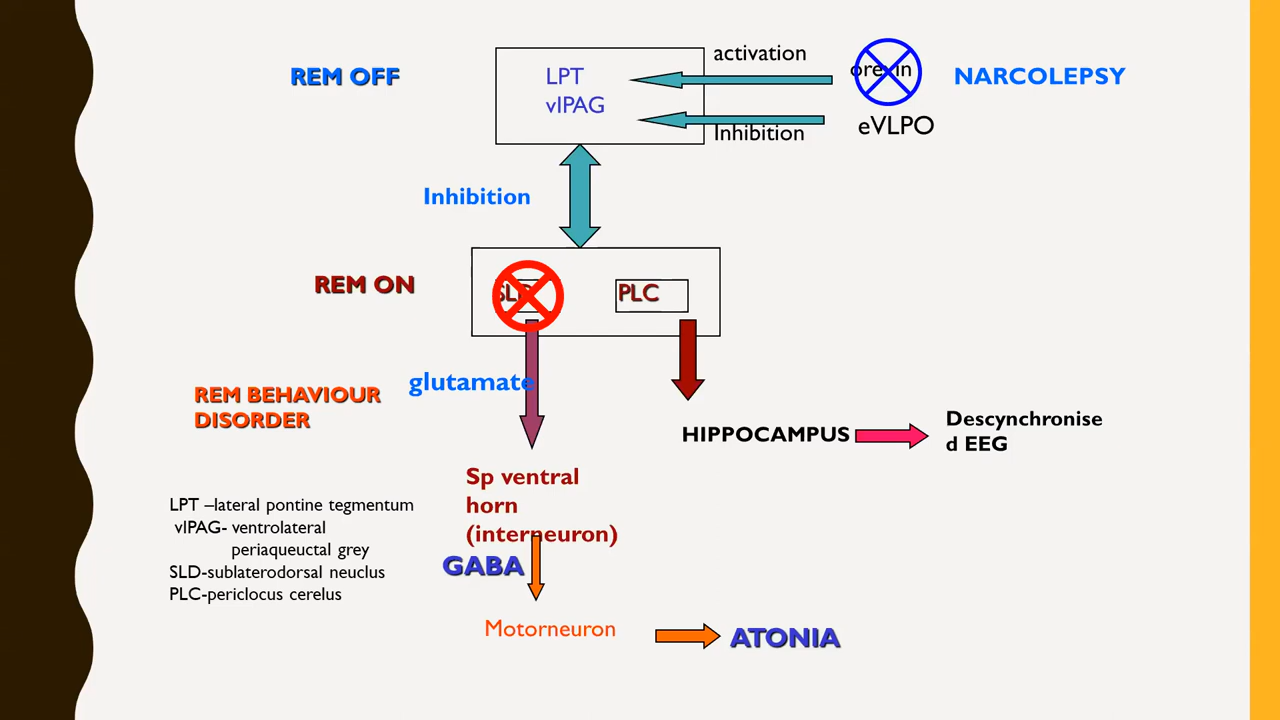 REM OFF
LPT
vlPAG
activation
orexin
NARCOLEPSY
Inhibition
eVLPO
Inhibition
REM ON
SLD
PLC
glutamate
REM BEHAVIOUR
DISORDER
HIPPOCAMPUS
Descynchronise
d EEG
Sp ventral
horn
(interneuron)
LPT –lateral pontine tegmentum
vlPAG- ventrolateral
periaqueuctal grey
SLD-sublaterodorsal neuclus
PLC-periclocus cerelus
GABA
Motorneuron
ATONIA